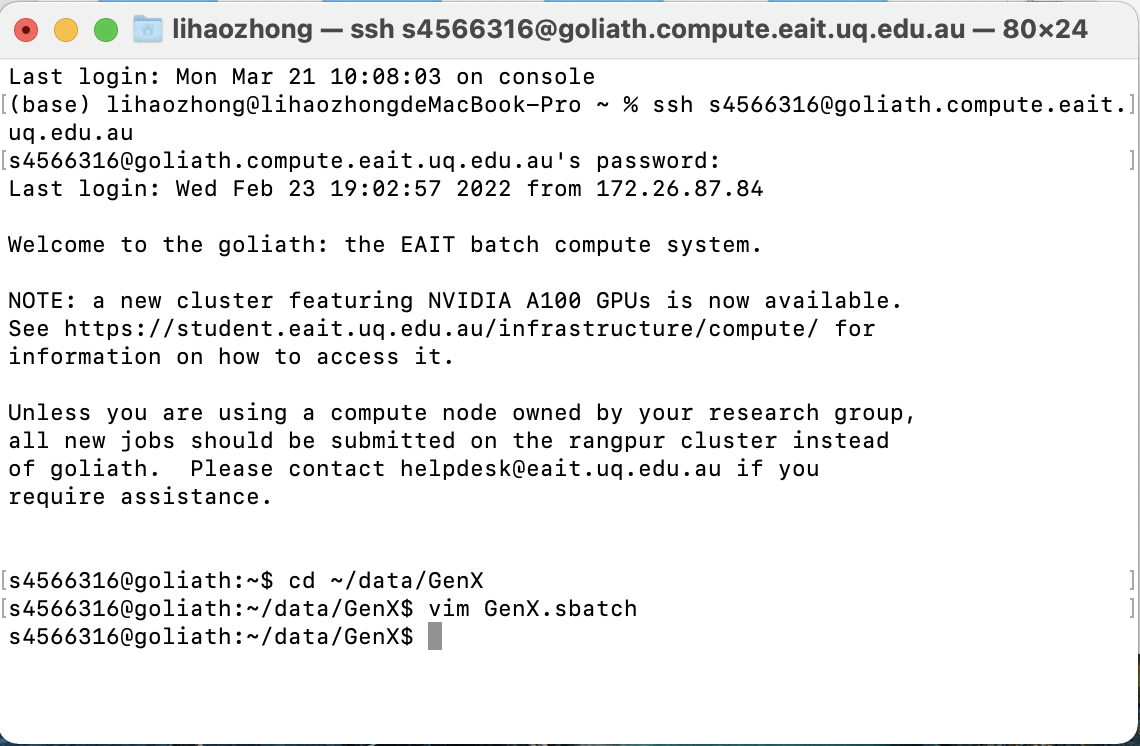 lihaozhong — ssh s4566316@goliath.compute.eait.uq.edu.au — 80×24
Last login: Mon Mar 21 10:08:03 on console
[(base) lihaozhong@lihaozhongdeMacBook-Pro ~ % ssh s4566316@goliath.compute.eait.]
uq.edu.au
[s4566316@goliath.compute.eait.uq.edu.au's password: ]
Last login: Wed Feb 23 19:02:57 2022 from 172.26.87.84
Welcome to the goliath: the EAIT batch compute system.
NOTE: a new cluster featuring NVIDIA A100 GPUs is now available.
See https://student.eait.uq.edu.au/infrastructure/compute/ for
information on how to access it.
Unless you are using a compute node owned by your research group,
all new jobs should be submitted on the rangpur cluster instead
of goliath.  Please contact helpdesk@eait.uq.edu.au if you
require assistance.
[s4566316@goliath:~$ cd ~/data/GenX ]
[s4566316@goliath:~/data/GenX$ vim GenX.sbatch ]
s4566316@goliath:~/data/GenX$